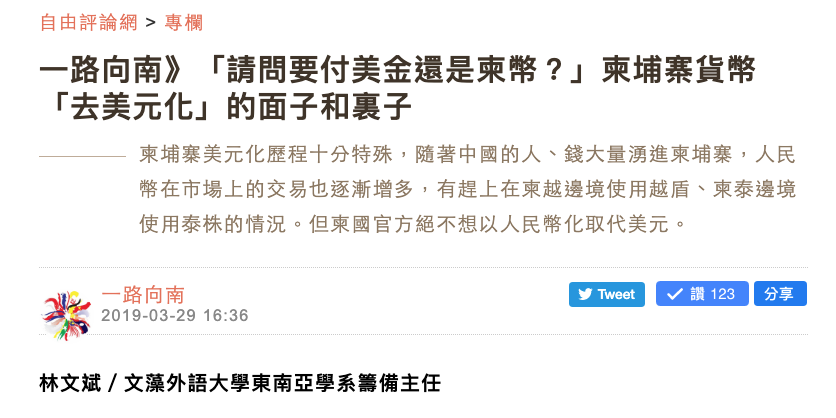 自由評論網 > 專欄
一路向南》「請問要付美金還是柬幣？」柬埔寨貨幣
「去美元化」的面子和裏子
柬埔寨美元化歷程十分特殊，隨著中國的人、錢大量湧進柬埔寨，人民
幣在市場上的交易也逐漸增多，有趕上在柬越邊境使用越盾、柬泰邊境
使用泰株的情況。但柬國官方絕不想以人民幣化取代美元。
一路向南
2019-03-29 16:36
Tweet
讚 123
分享
林文斌／文藻外語大學東南亞學系籌備主任